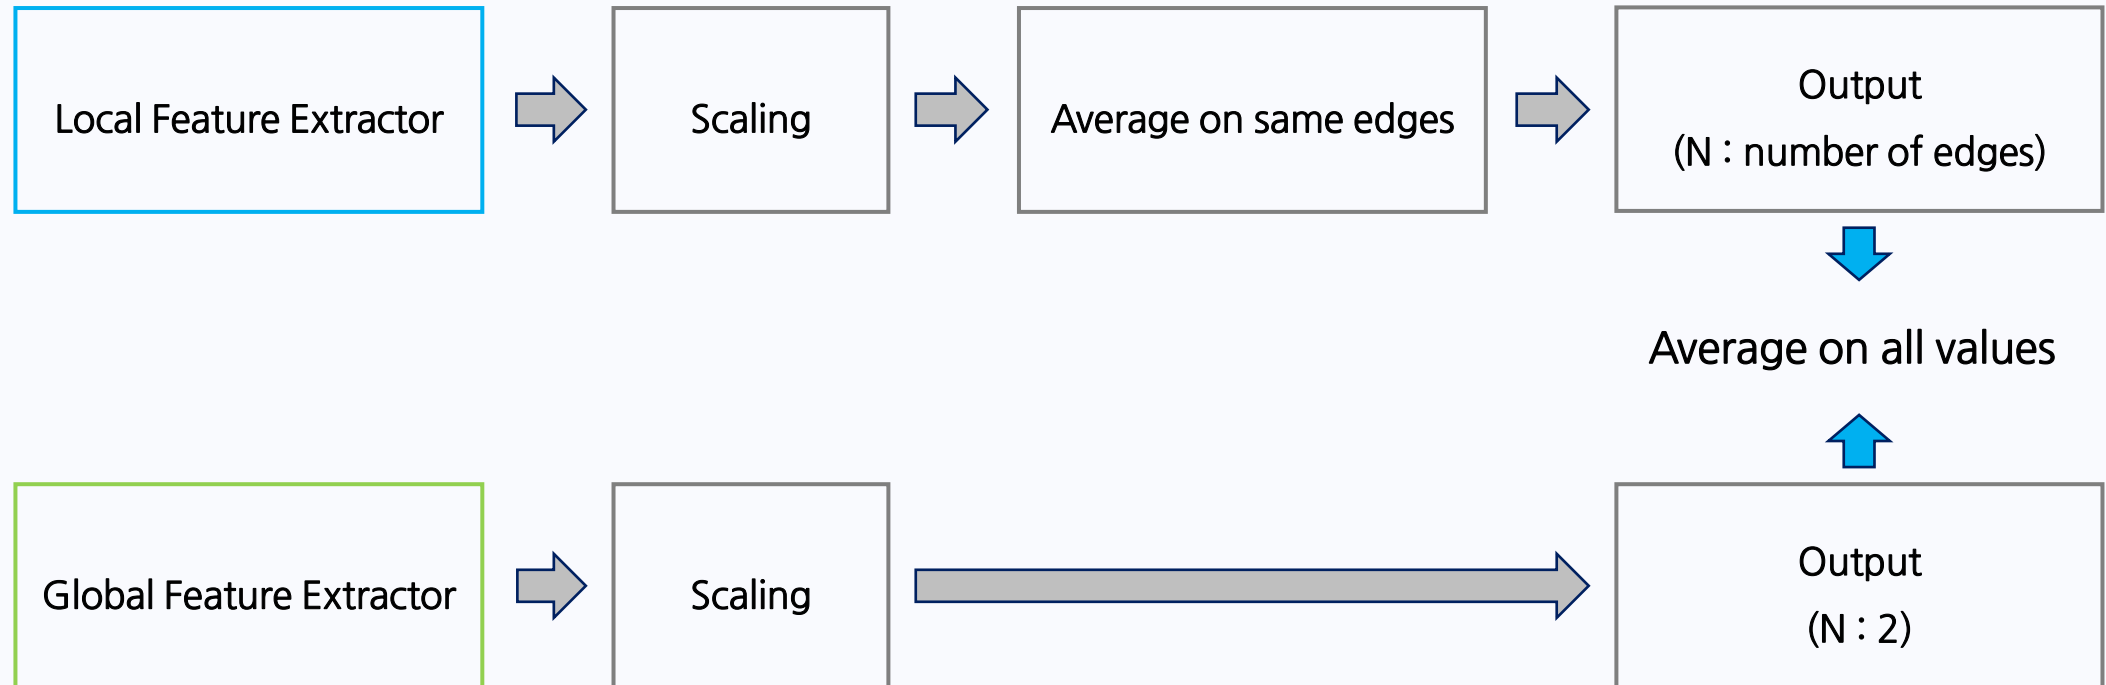 Local Feature Extractor
Scaling
Average on same edges
Output
(N : number of edges)
Average on all values
Global Feature Extractor
Scaling
Output
(N : 2)